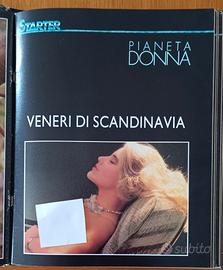 STARTER
PIANETA
DONNA
VENERI DI SCANDINAVIA
subito